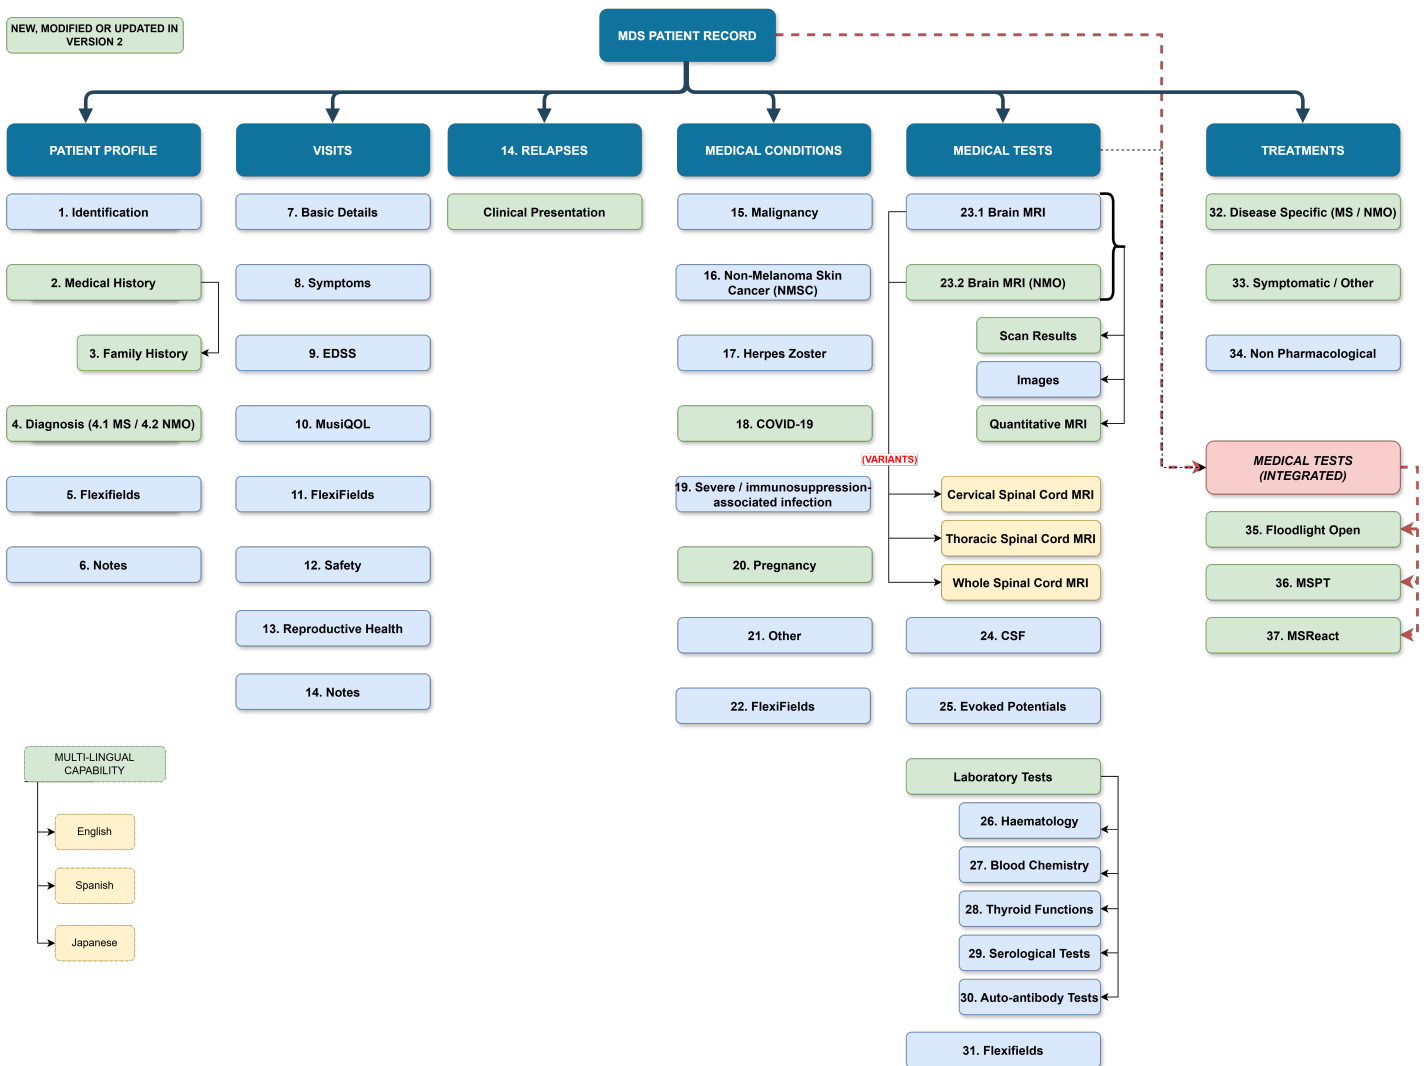 NEW, MODIFIED OR UPDATED IN
VERSION 2
MDS PATIENT RECORD
PATIENT PROFILE
1. Identification
2. Medical History
3. Family History
4. Diagnosis (4.1 MS / 4.2 NMO)
5. Flexifields
6. Notes
VISITS
7. Basic Details
8. Symptoms
9. EDSS
10. MusiQOL
11. FlexiFields
12. Safety
13. Reproductive Health
14. Notes
14. RELAPSES
Clinical Presentation
MEDICAL CONDITIONS
15. Malignancy
16. Non-Melanoma Skin
Cancer (NMSC)
17. Herpes Zoster
18. COVID-19
19. Severe / immunosuppression-
associated infection
20. Pregnancy
21. Other
22. FlexiFields
MEDICAL TESTS
23.1 Brain MRI
23.2 Brain MRI (NMO)
Scan Results
Images
Quantitative MRI
(VARIANTS)
Cervical Spinal Cord MRI
Thoracic Spinal Cord MRI
Whole Spinal Cord MRI
24. CSF
25. Evoked Potentials
Laboratory Tests
26. Haematology
27. Blood Chemistry
28. Thyroid Functions
29. Serological Tests
30. Auto-antibody Tests
31. Flexifields
TREATMENTS
32. Disease Specific (MS / NMO)
33. Symptomatic / Other
34. Non Pharmacological
MEDICAL TESTS
(INTEGRATED)
35. Floodlight Open
36. MSPT
37. MSReact
MULTI-LINGUAL
CAPABILITY
English
Spanish
Japanese